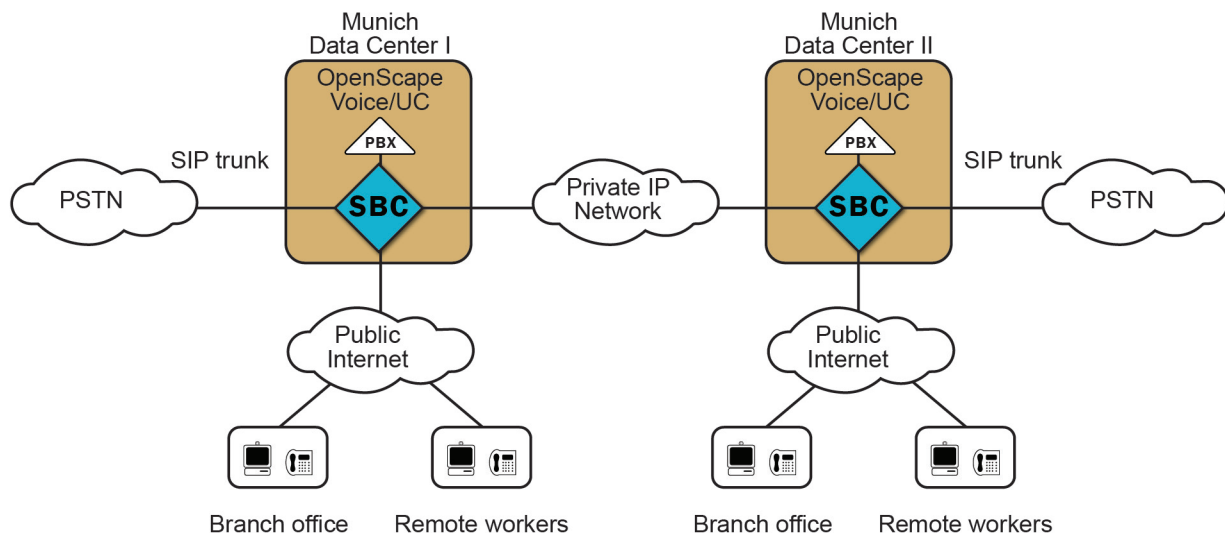 Munich
Data Center I
OpenScape
Voice/UC
PBX
SIP trunk
PSTN
SBC
Private IP
Network
Munich
Data Center II
OpenScape
Voice/UC
PBX
SIP trunk
SBC
PSTN
Public
Internet
Public
Internet
Branch office
Remote workers
Branch office
Remote workers